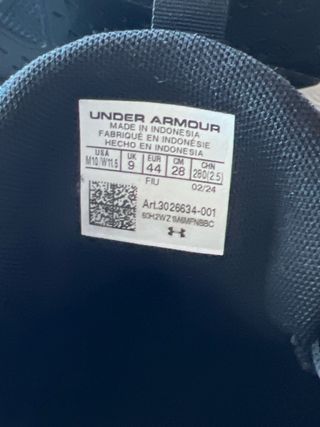 UNDER ARMOUR
MADE IN INDONESIA
FABRIQUÉ EN INDONÉSIE
HECHO EN INDONESIA
USA UK EUR CM CHN
M10/W11.5 9 44 28 280(2.5)
FIU 02/24
Art.3026634-001